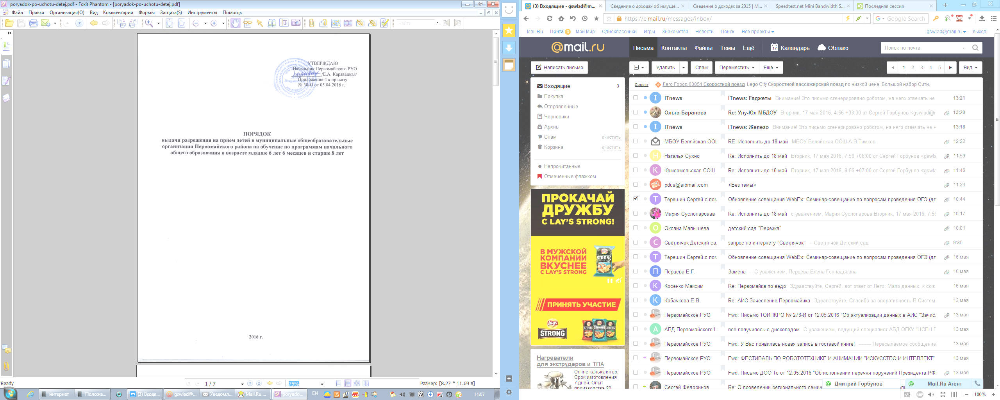 poryadok-po-uchotu-detej.pdf - Foxit Phantom - [poryadok-po-uchotu-detej.pdf]
Файл Правка Организация(O) Вид Комментарии Формы Защита(S) Инструменты Помощь
Найти
УТВЕРЖДАЮ
Начальник Первомайского РУО
/Е.А. Каравацкая/
Приложение 4 к приказу
№ 38-О от 05.04.2016 г.
ПОРЯДОК
выдачи разрешения на прием детей в муниципальные общеобразовательные
организации Первомайского района на обучение по программам начального
общего образования в возрасте младше 6 лет 6 месяцев и старше 8 лет
2016 г.
Ready
1 / 7
75%
Размер: [8.27 * 11.69 в]
интернет Положе... (3) Входя... gswlad@... Уведомл... Mail.Ru ... poryado... EN 14:07
(3) Входящие - gswlad@m... Сведение о доходах об имуще... Сведение о доходах за 2015 | М... Speedtest.net Mini Bandwidth S... Последняя сессия
https://e.mail.ru/messages/inbox/
Google Search
Mail.Ru Почта 3 Мой Мир Одноклассники Игры Знакомства Новости Поиск Все проекты gswlad@mail.ru выход
@mail.ru Письма Контакты Файлы Темы Ещё 17 Календарь Облако Поиск по почте
Написать письмо Удалить Спам Переместить Ещё 1 2 3 4 5 Вид
Входящие 3
Покупка
Отправленные
Черновики
Архив
Спам очистить
Корзина очистить
Непрочитанные
Отмеченные флажком
ПРОКАЧАЙ
ДРУЖБУ
С LAY'S STRONG!
В МУЖСКОЙ
КОМПАНИИ
ВКУСНЕЕ
С LAY'S STRONG
ПРИНЯТЬ УЧАСТИЕ
Lay's
STRONG
Нагреватели
для экструдеров и ТПА
Online калькулятор.
Срок изготовления
7 дней. Опыт
производства 20
Директ Лего Город 60051 Скоростной поезд Lego City Скоростной пассажирский поезд по низкой цене. Большой набор Сити.
I ITnews ITnews: Гаджеты Внимание! Это письмо сгенерировано роботом, на него отвечать не 13:21
Ольга Баранова Re: Улу-Юл МБДОУ Вторник, 17 мая 2016, 4:56 +03:00 от Сергей Горбунов <gswlad@r 13:20
I ITnews ITnews: Железо Внимание! Это письмо сгенерировано роботом, на него отвечать не н 13:18
МБОУ Беляйская ООШ RE: Исполнить до 18 май МБОУ Беляйская ООШ А.В.Тимков . 12:22
Н Наталья Сухно Re: Исполнить до 18 май Вторник, 17 мая 2016, 7:56 +06:00 от Сергей Горбунов <gswla 11:59
К Комсомольская СОШ Re: Исполнить до 18 май Вторник, 17 мая 2016, 8:56 +07:00 от Сергей Горбунов <gswla 11:46
pdus@sibmail.com <Без темы> 11:23
Т Терешин Сергей с пом Обновление совещания WebEx: Семинар-совещание по вопросам проведения ОГЭ (дл 10:44
Мария Суслопароава Re: Исполнить до 18 май с уважением, Мария Суслопарова Вторник, 17 мая 2016, 7:56 10:17
О Оксана Малышева детский сад "Березка" 10:01
С Светлячок Детский сад запрос по интернету "Светлячок" -- Светлячок Детский сад 9:35
Т Терешин Сергей с пом Обновление совещания WebEx: Семинар-совещание по вопросам проведения ОГЭ (дл 16 мая
П Перцева Е.Г. Замена -- С уважением, Перцева Елена Геннадьевна 16 мая
К Косенко Максим Re: Первомайка по ведо Здравствуйте, Сергей. вот ответ от Лего: Мало данных, к сож 16 мая
К Кабачкова Е.В. Re: АИС Зачесление Первомайка Здравствуйте, Спасибо за оперативность В Систем 13 мая
Первомайское РУО Fwd: Письмо ТОИПКРО № 278-И от 12.05.2016 "Об актуализации данных в АИС "Зачис. 13 мая
А АБД Первомайского L всё получилось с дисководом С уважением, ведущий специалист АБД ОГКУ "ЦСПН Г 13 мая
Первомайское РУО Fwd: У Вас появилась новая запись в гостевой книге! -------- Пересылаемое сообщение 13 мая
Первомайское РУО Fwd: ФЕСТИВАЛЬ ПО РОБОТОТЕХНИКЕ И АНИМАЦИИ "ИСКУССТВО И ИНТЕЛЛЕКТ" 13 мая
Первомайское РУО Fwd: Письмо ДОО То от 12.05.2016 "Об исполнении перечня поручений Президента РФ 13 мая
Сергей Федоринов Re: О проведении регионального семин
Дмитрий Горбунов Mail.Ru Агент
100%